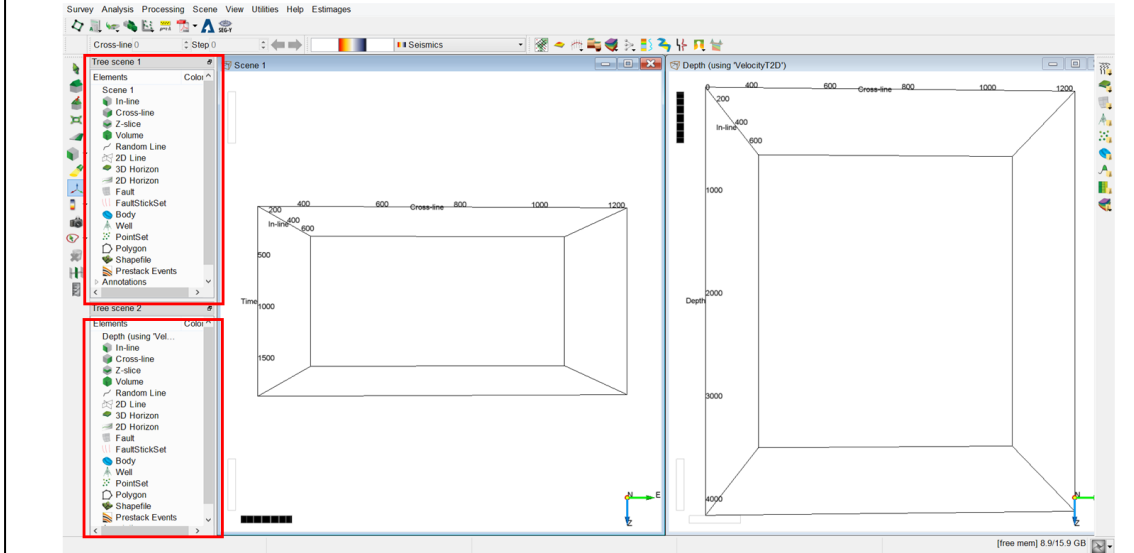 Survey Analysis Processing Scene View Utilities Help Estimages
SEG-Y
Cross-line 0 Step 0 Seismics
Tree scene 1
Elements Color
Scene 1
In-line
Cross-line
Z-slice
Volume
Random Line
2D Line
3D Horizon
2D Horizon
Fault
FaultStickSet
Body
Well
PointSet
Polygon
Shapefile
Prestack Events
Annotations
Tree scene 2
Elements Color
Depth (using 'Vel...
In-line
Cross-line
Z-slice
Volume
Random Line
2D Line
3D Horizon
2D Horizon
Fault
FaultStickSet
Body
Well
PointSet
Polygon
Shapefile
Prestack Events
Scene 1
200 400 600 Cross-line 800 1000 1200
In-line 400
600
500
Time 1000
1500
N E
Z
Depth (using 'VelocityT2D')
0 400 600 Cross-line 800 1000 1200
200
In-line 400
600
1000
2000
Depth
3000
4000
N
Z
[free mem] 8.9/15.9 GB